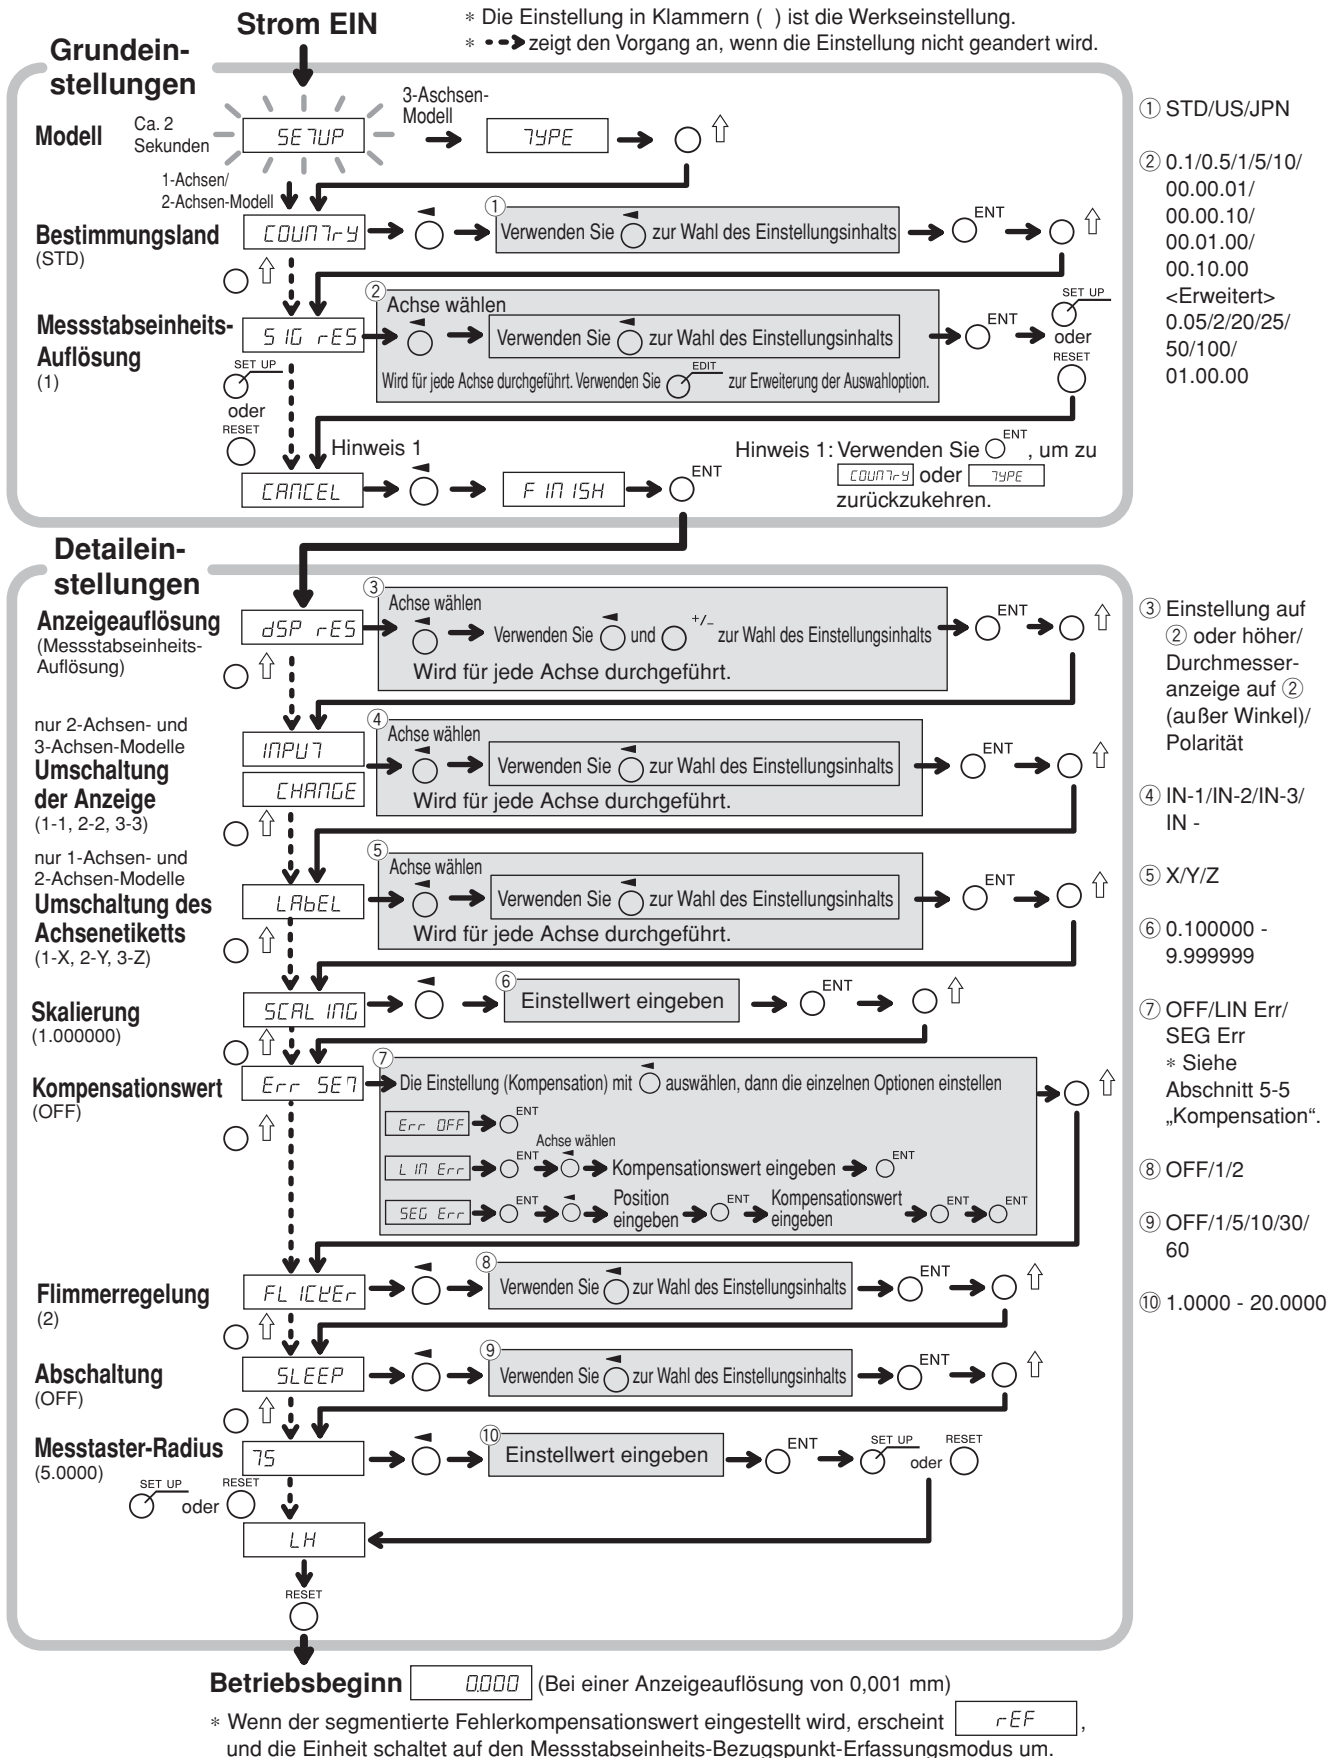 Strom EIN
∗ Die Einstellung in Klammern ( ) ist die Werkseinstellung.
∗ zeigt den Vorgang an, wenn die Einstellung nicht geandert wird.
Grundein-
stellungen
Modell
Ca. 2
Sekunden
SETUP
3-Aschsen-
Modell
TYPE
1-Achsen/
2-Achsen-Modell
Bestimmungsland
(STD)
COUNTrY
①
Verwenden Sie zur Wahl des Einstellungsinhalts
ENT
Messstabseinheits-
Auflösung
(1)
SIG rES
②
Achse wählen
Verwenden Sie zur Wahl des Einstellungsinhalts
Wird für jede Achse durchgeführt. Verwenden Sie EDIT zur Erweiterung der Auswahloption.
ENT
SET UP
oder
RESET
SET UP
oder
RESET
Hinweis 1
CANCEL
FINISH
ENT
Hinweis 1: Verwenden Sie ENT , um zu
COUNTrY oder TYPE
zurückzukehren.
① STD/US/JPN
② 0.1/0.5/1/5/10/
00.00.01/
00.00.10/
00.01.00/
00.10.00
<Erweitert>
0.05/2/20/25/
50/100/
01.00.00
Detailein-
stellungen
Anzeigeauflösung
(Messstabseinheits-
Auflösung)
dSP rES
③
Achse wählen
Verwenden Sie und +/- zur Wahl des Einstellungsinhalts
Wird für jede Achse durchgeführt.
ENT
nur 2-Achsen- und
3-Achsen-Modelle
Umschaltung
der Anzeige
(1-1, 2-2, 3-3)
INPUT
CHANGE
④
Achse wählen
Verwenden Sie zur Wahl des Einstellungsinhalts
Wird für jede Achse durchgeführt.
ENT
nur 1-Achsen- und
2-Achsen-Modelle
Umschaltung des
Achsenetiketts
(1-X, 2-Y, 3-Z)
LAbEL
⑤
Achse wählen
Verwenden Sie zur Wahl des Einstellungsinhalts
Wird für jede Achse durchgeführt.
ENT
Skalierung
(1.000000)
SCALING
⑥
Einstellwert eingeben
ENT
Kompensationswert
(OFF)
Err SET
⑦
Die Einstellung (Kompensation) mit auswählen, dann die einzelnen Optionen einstellen
Err OFF ENT
Achse wählen
LIN Err ENT Kompensationswert eingeben ENT
SEG Err ENT Position
eingeben ENT Kompensationswert
eingeben ENT ENT
Flimmerregelung
(2)
FLICkEr
⑧
Verwenden Sie zur Wahl des Einstellungsinhalts
ENT
Abschaltung
(OFF)
SLEEP
⑨
Verwenden Sie zur Wahl des Einstellungsinhalts
ENT
Messtaster-Radius
(5.0000)
TS
⑩
Einstellwert eingeben
ENT
SET UP oder RESET
SET UP oder RESET
LH
RESET
③ Einstellung auf
② oder höher/
Durchmesser-
anzeige auf ②
(außer Winkel)/
Polarität
④ IN-1/IN-2/IN-3/
IN -
⑤ X/Y/Z
⑥ 0.100000 -
9.999999
⑦ OFF/LIN Err/
SEG Err
∗ Siehe
Abschnitt 5-5
„Kompensation“.
⑧ OFF/1/2
⑨ OFF/1/5/10/30/
60
⑩ 1.0000 - 20.0000
Betriebsbeginn 0.000 (Bei einer Anzeigeauflösung von 0,001 mm)
∗ Wenn der segmentierte Fehlerkompensationswert eingestellt wird, erscheint rEF ,
und die Einheit schaltet auf den Messstabseinheits-Bezugspunkt-Erfassungsmodus um.